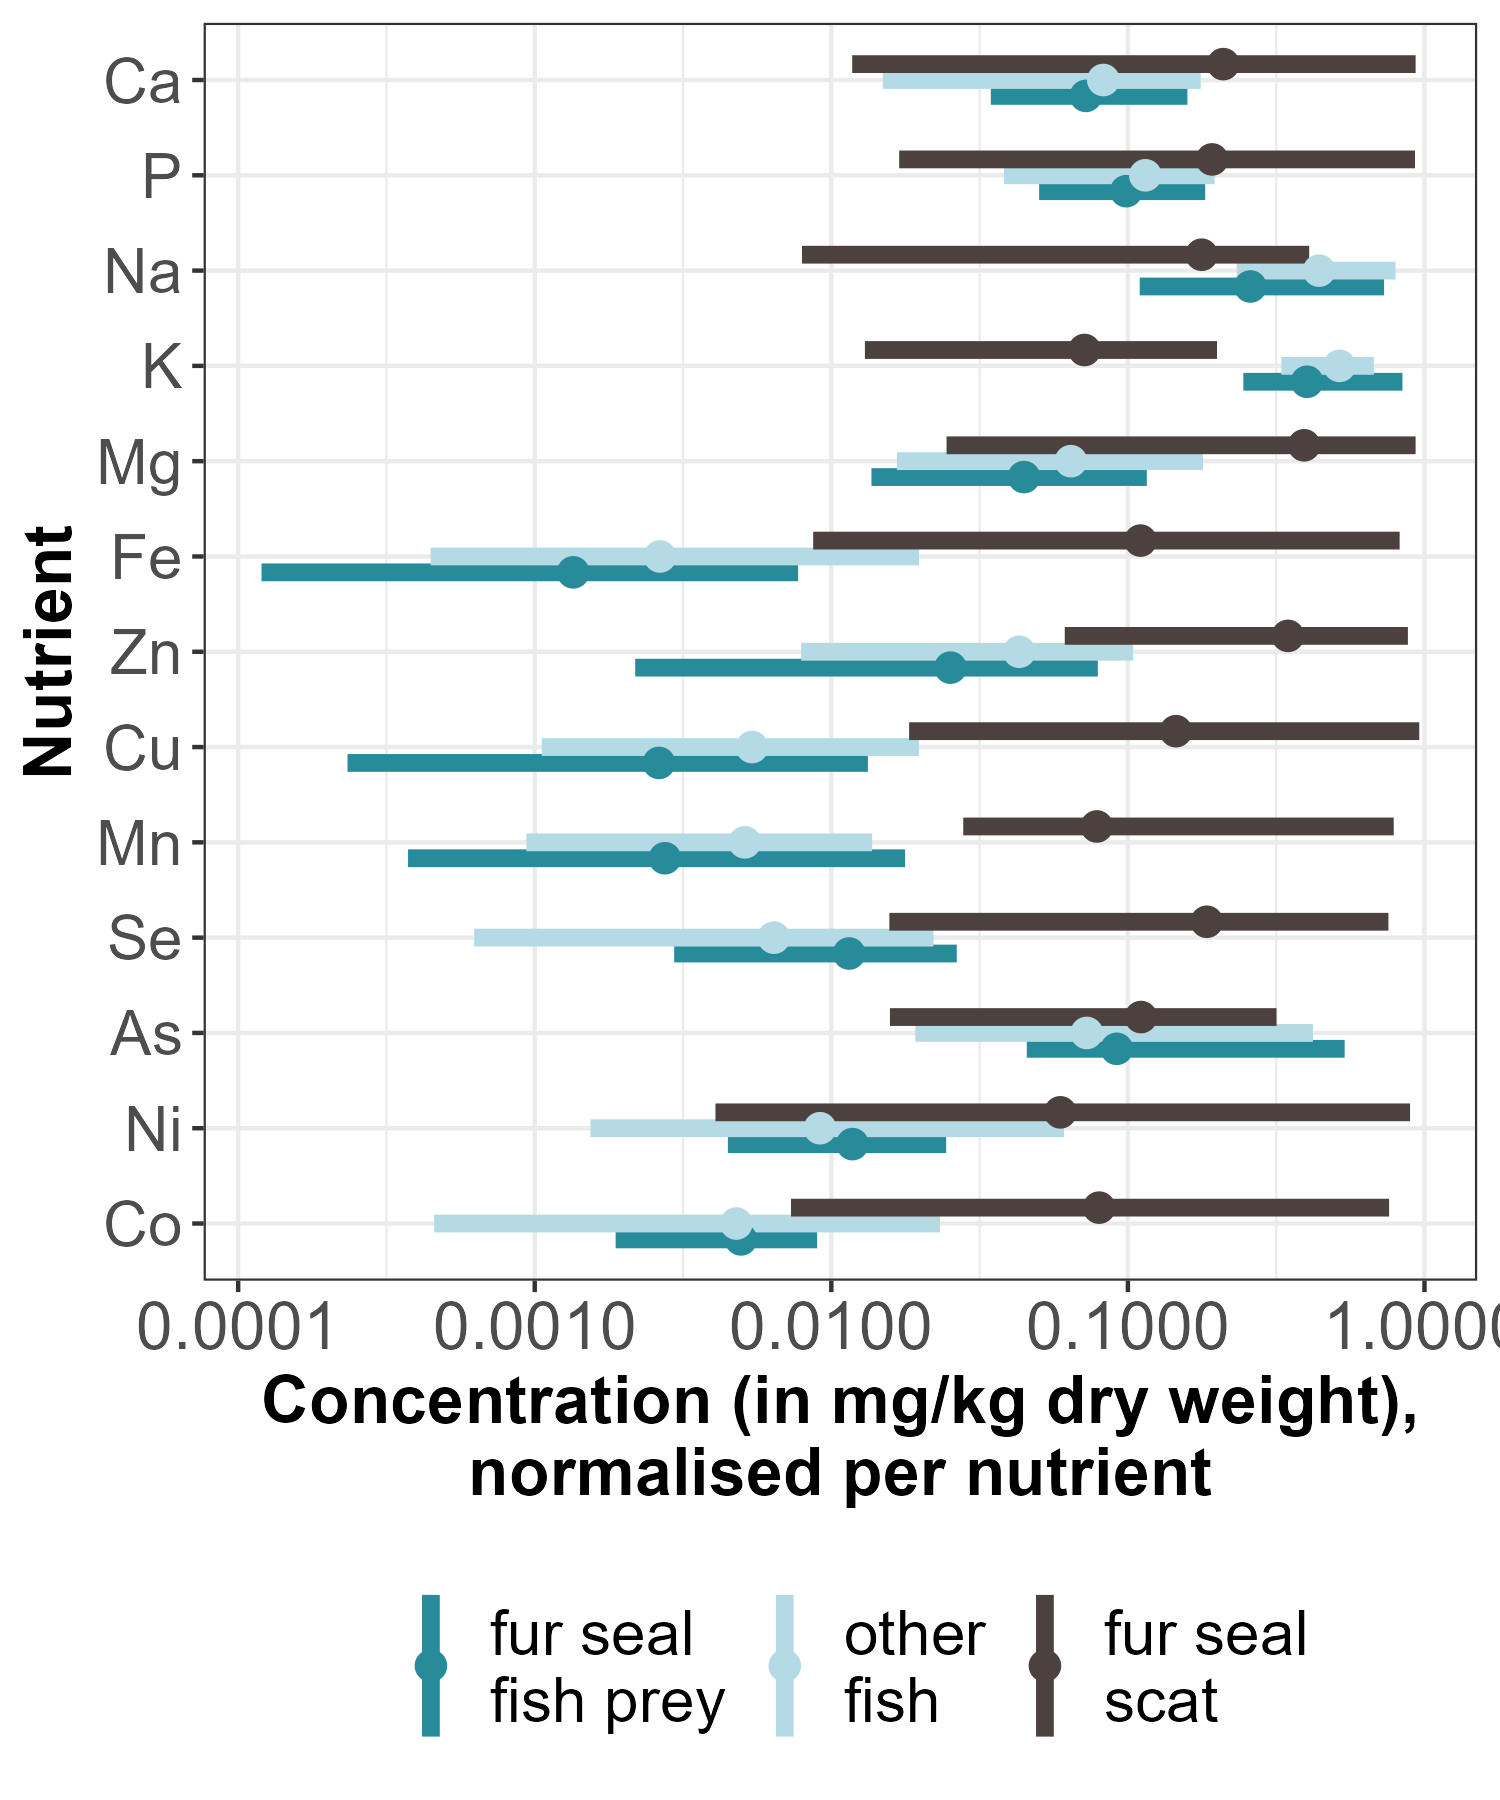 Ca
P
Na
K
Mg
Fe
Zn
Cu
Mn
Se
As
Ni
Co
Nutrient
0.0001 0.0010 0.0100 0.1000 1.000
Concentration (in mg/kg dry weight),
normalised per nutrient
fur seal other fur seal
fish prey fish scat